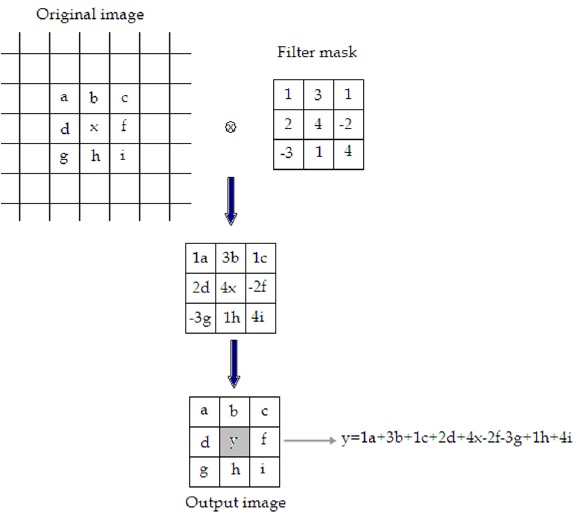 Original image
Filter mask
a b c
d x f
g h i
⊗
1 3 1
2 4 -2
-3 1 4
1a 3b 1c
2d 4x -2f
-3g 1h 4i
a b c
d y f
g h i
y=1a+3b+1c+2d+4x-2f-3g+1h+4i
Output image